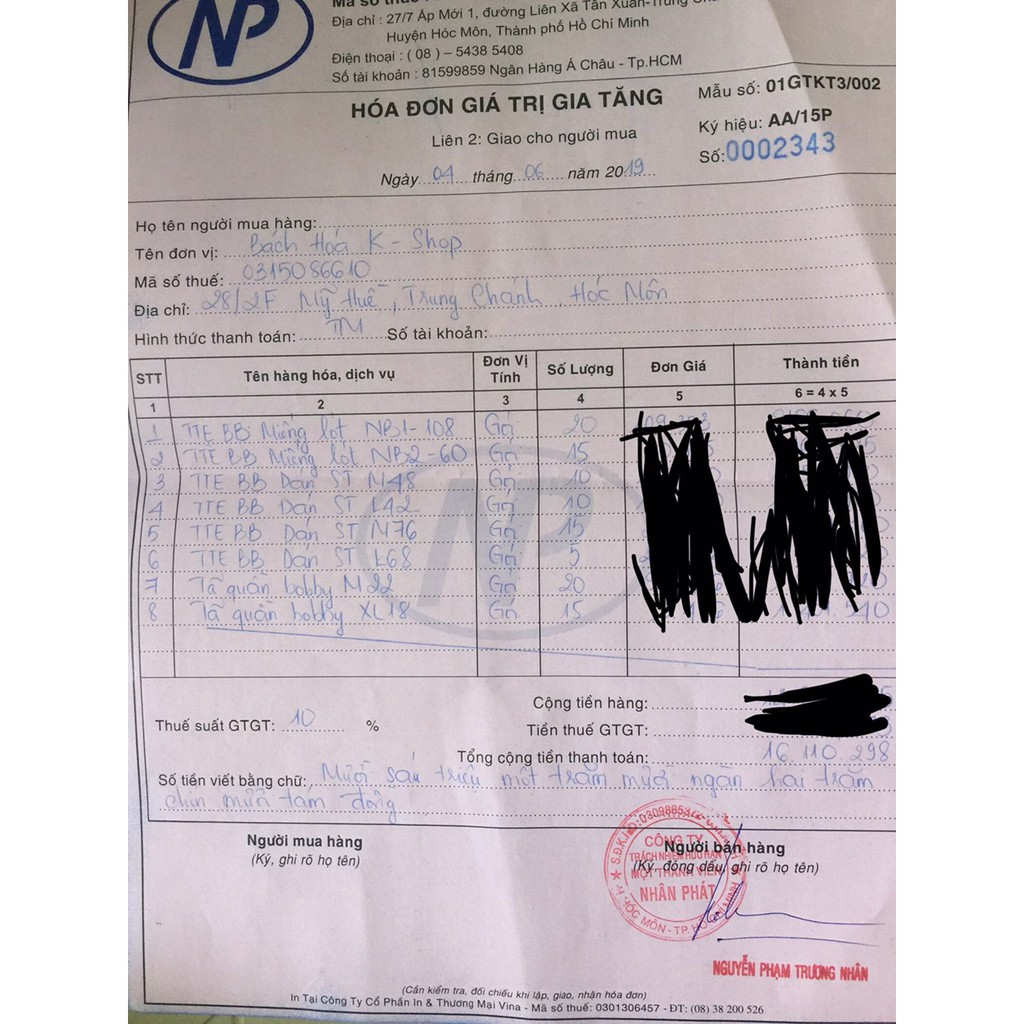 NP
Mã số thuế
Địa chỉ : 27/7 Ấp Mới 1, đường Liên Xã Tân Xuân-Trung
Huyện Hóc Môn, Thành phố Hồ Chí Minh
Điện thoại : ( 08 ) – 5438 5408
Số tài khoản : 81599859 Ngân Hàng Á Châu - Tp.HCM
HÓA ĐƠN GIÁ TRỊ GIA TĂNG
Mẫu số: 01GTKT3/002
Liên 2: Giao cho người mua
Ký hiệu: AA/15P
Số: 0002343
Ngày 04 tháng 06 năm 2019
Họ tên người mua hàng:
Tên đơn vị: Bách Hóa K - Shop
Mã số thuế: 0315086610
Địa chỉ: 28/2F Mỹ Huề, Trung Chánh, Hóc Môn
Hình thức thanh toán: TM Số tài khoản:
STT Tên hàng hóa, dịch vụ Đơn Vị Tính Số Lượng Đơn Giá Thành tiền
1 2 3 4 5 6 = 4 x 5
1 TTE BB Miếng lót NB1-108 Gói 20
2 TTE BB Miếng lót NB2-60 Gói 15
3 TTE BB Dán ST M48 Gói 10
4 TTE BB Dán ST L42 Gói 10
5 TTE BB Dán ST M76 Gói 15
6 TTE BB Dán ST L68 Gói 5
7 Tã quần bobby M22 Gói 20
8 Tã quần bobby XL18 Gói 15
Cộng tiền hàng:
Thuế suất GTGT: 10 % Tiền thuế GTGT:
Tổng cộng tiền thanh toán: 16.110.298
Số tiền viết bằng chữ: Mười sáu triệu một trăm mười ngàn hai trăm
chín mươi tám đồng
Người mua hàng
(Ký, ghi rõ họ tên)
Người bán hàng
(Ký, đóng dấu, ghi rõ họ tên)
CÔNG TY
TRÁCH NHIỆM HỮU HẠN
MỘT THÀNH VIÊN
NHÂN PHÁT
NGUYỄN PHẠM TRƯƠNG NHÂN
(Cần kiểm tra, đối chiếu khi lập, giao, nhận hóa đơn)
In Tại Công Ty Cổ Phần In & Thương Mại Vina - Mã số thuế: 0301306457 - ĐT: (08) 38 200 526